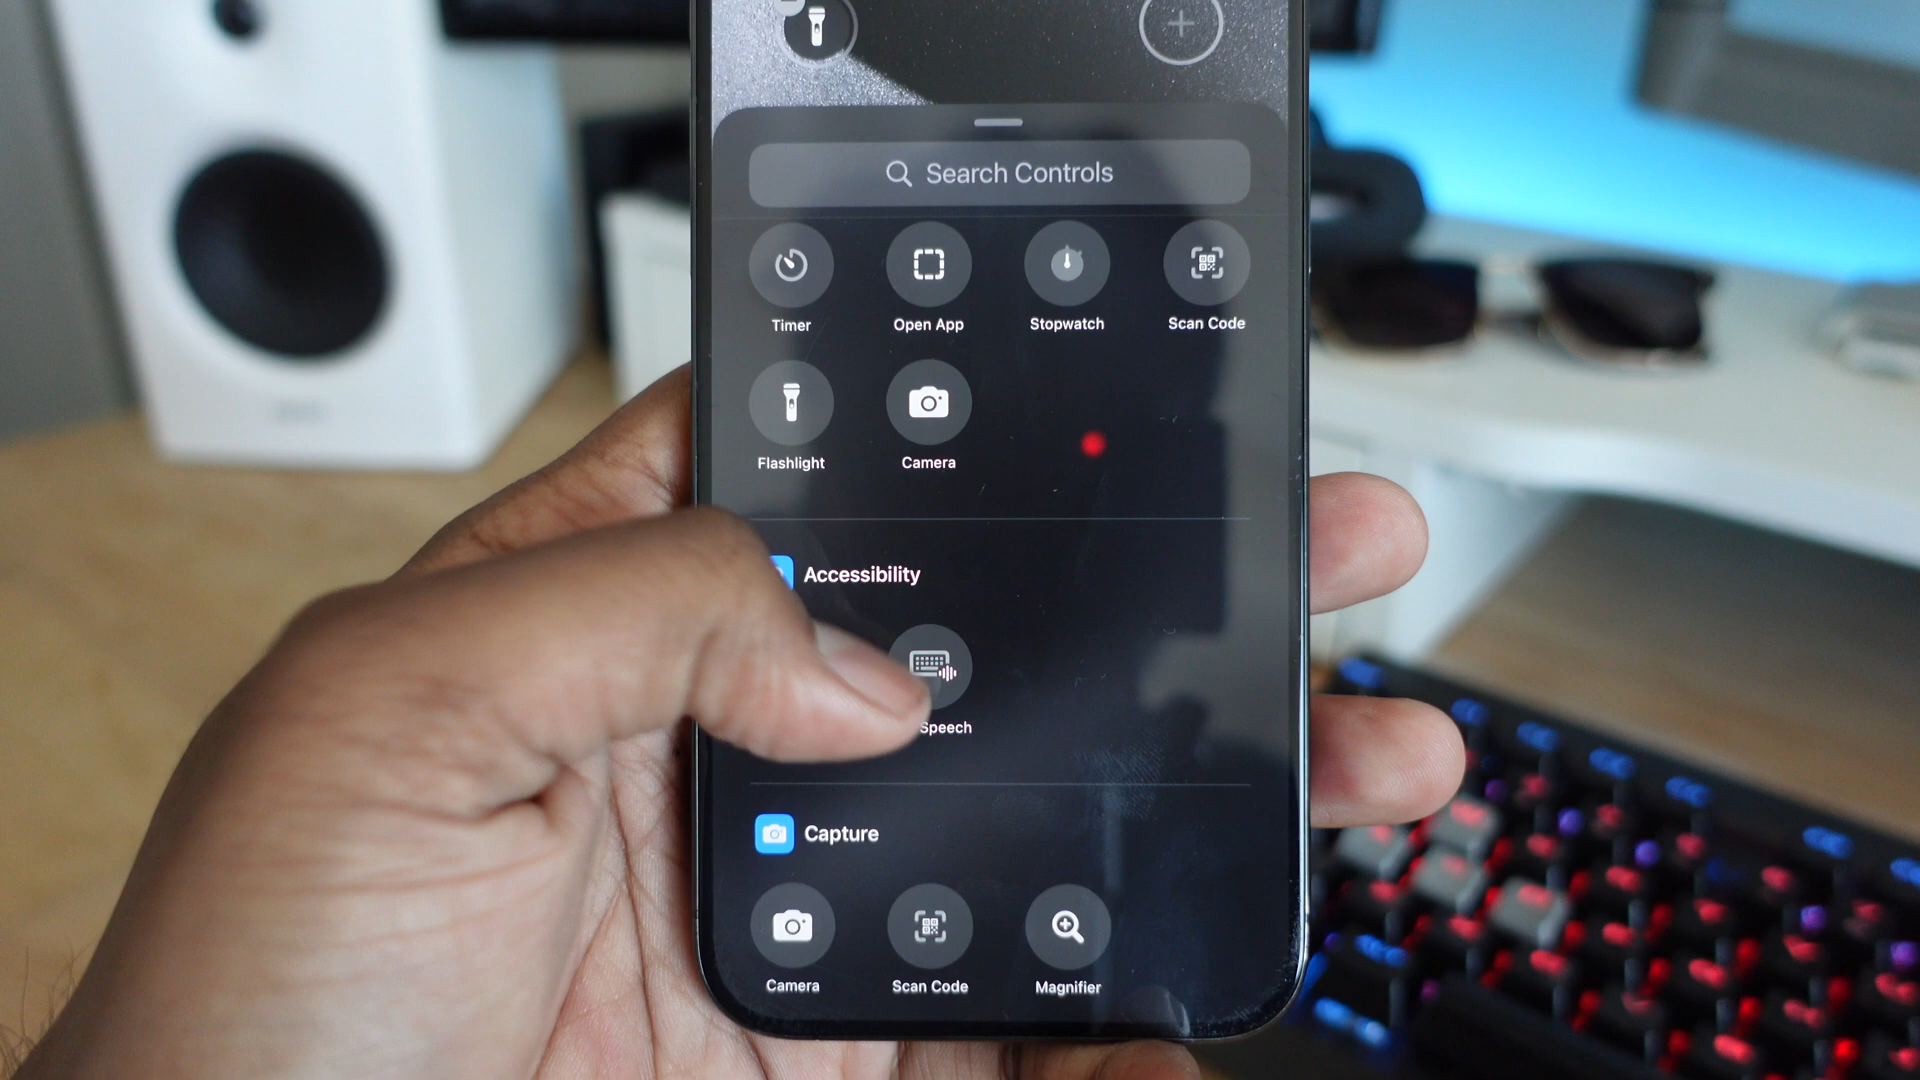 Search Controls
Timer
Open App
Stopwatch
Scan Code
Flashlight
Camera
Accessibility
Speech
Capture
Camera
Scan Code
Magnifier